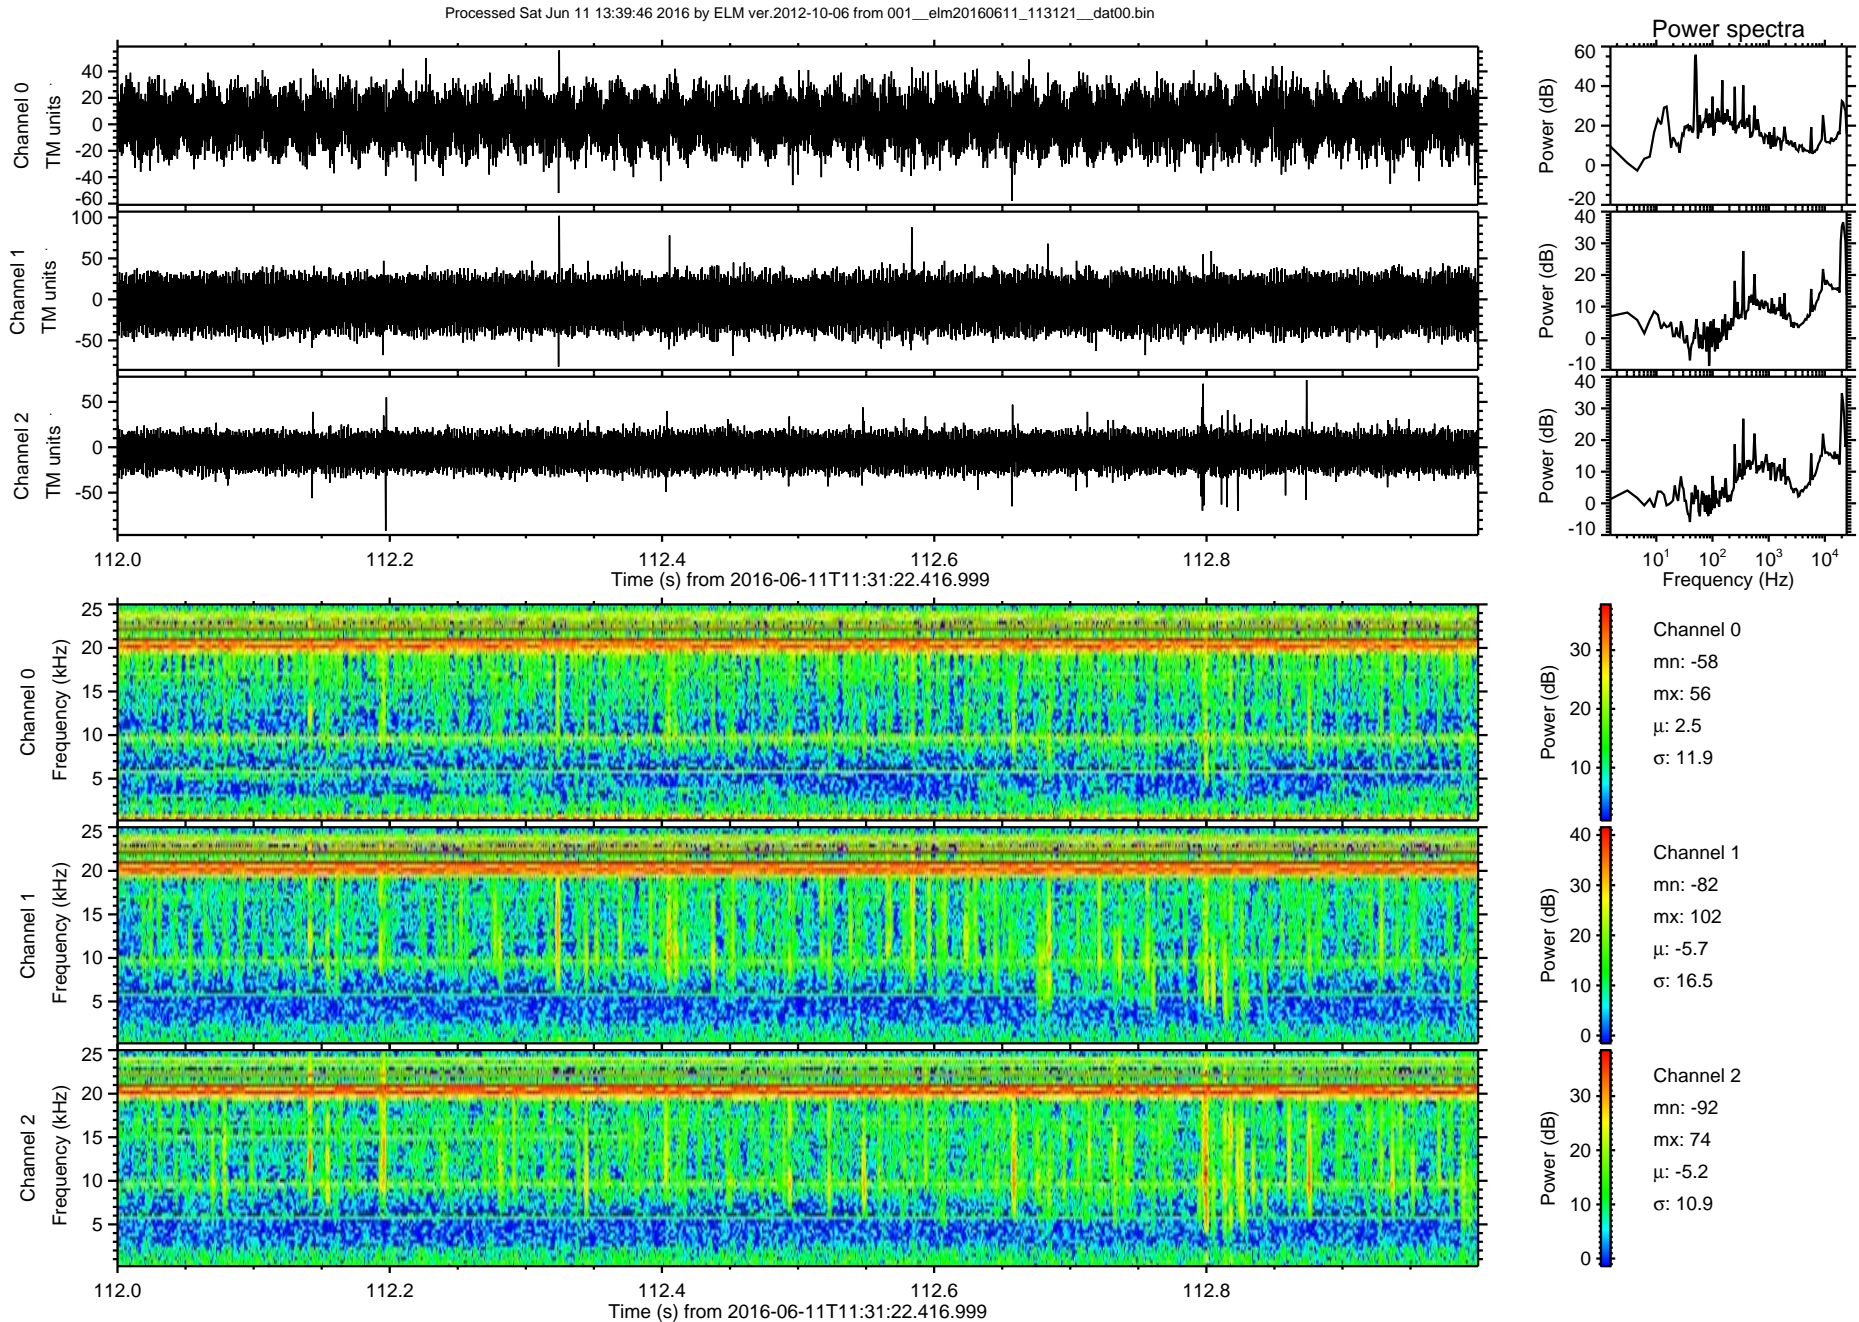 Processed Sat Jun 11 13:39:46 2016 by ELM ver.2012-10-06 from 001__elm20160611_113121__dat00.bin
Power spectra
Channel 0
TM units
40
20
0
-20
-40
-60
Power (dB)
60
40
20
0
-20
Channel 1
TM units
100
50
0
-50
Power (dB)
40
30
20
10
0
-10
Channel 2
TM units
50
0
-50
Power (dB)
40
30
20
10
0
-10
112.0 112.2 112.4 112.6 112.8
Time (s) from 2016-06-11T11:31:22.416.999
10^1 10^2 10^3 10^4
Frequency (Hz)
Channel 0
Frequency (kHz)
25
20
15
10
5
Power (dB)
30
20
10
Channel 0
mn: -58
mx: 56
μ: 2.5
σ: 11.9
Channel 1
Frequency (kHz)
25
20
15
10
5
Power (dB)
40
30
20
10
0
Channel 1
mn: -82
mx: 102
μ: -5.7
σ: 16.5
Channel 2
Frequency (kHz)
25
20
15
10
5
Power (dB)
30
20
10
0
Channel 2
mn: -92
mx: 74
μ: -5.2
σ: 10.9
112.0 112.2 112.4 112.6 112.8
Time (s) from 2016-06-11T11:31:22.416.999